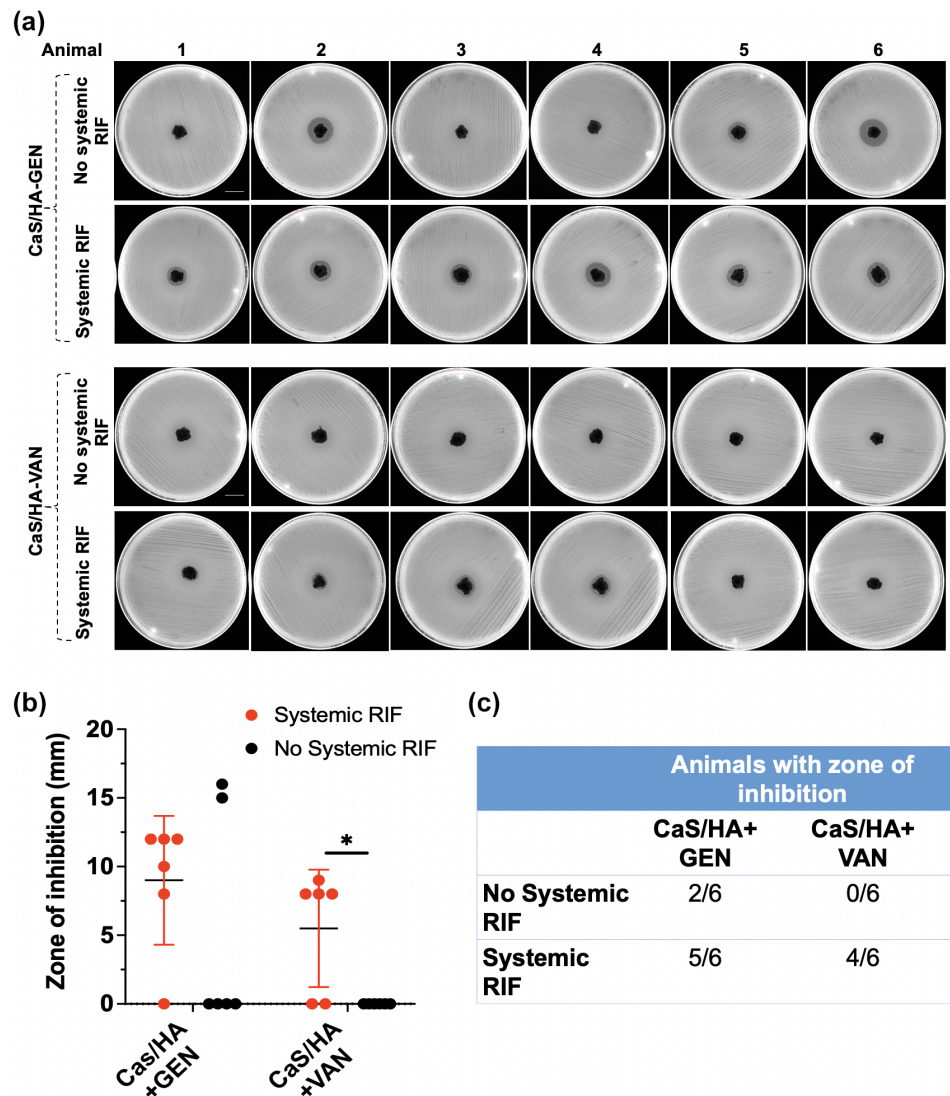 (a)
Animal 1 2 3 4 5 6
CaS/HA-GEN
No systemic
RIF
Systemic RIF
CaS/HA-VAN
No systemic
RIF
Systemic RIF
(b)
Systemic RIF
No Systemic RIF
Zone of inhibition (mm)
20
15
10
5
0
*
Cas/HA
+GEN
CaS/HA
+VAN
(c)
Animals with zone of
inhibition
CaS/HA+
GEN
CaS/HA+
VAN
No Systemic
RIF
2/6 0/6
Systemic
RIF
5/6 4/6